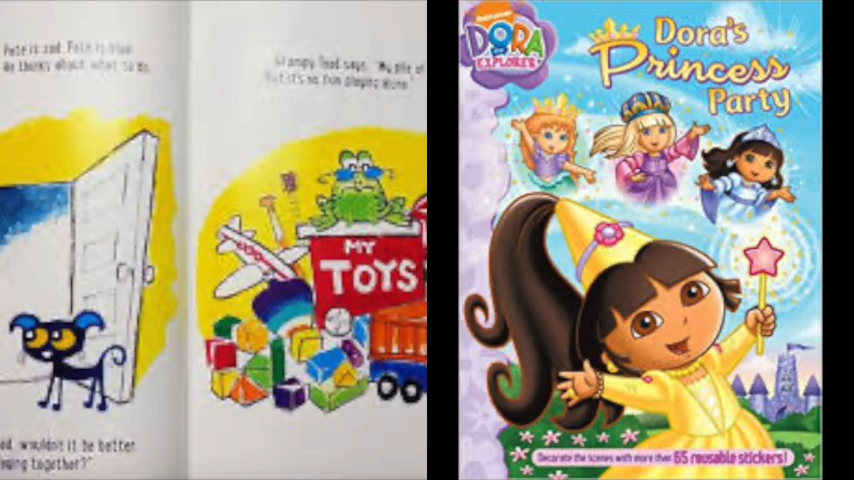 Pete is sad. Pete is blue.
He thinks about what to do.
Grumpy Toad says, "My pile of
But it's no fun playing alone."
MY
TOYS
wouldn't it be better
together?"
nickelodeon
DORA
the
EXPLORER
Dora's
Princess
Party
Decorate the scenes with more than 65 reusable stickers!